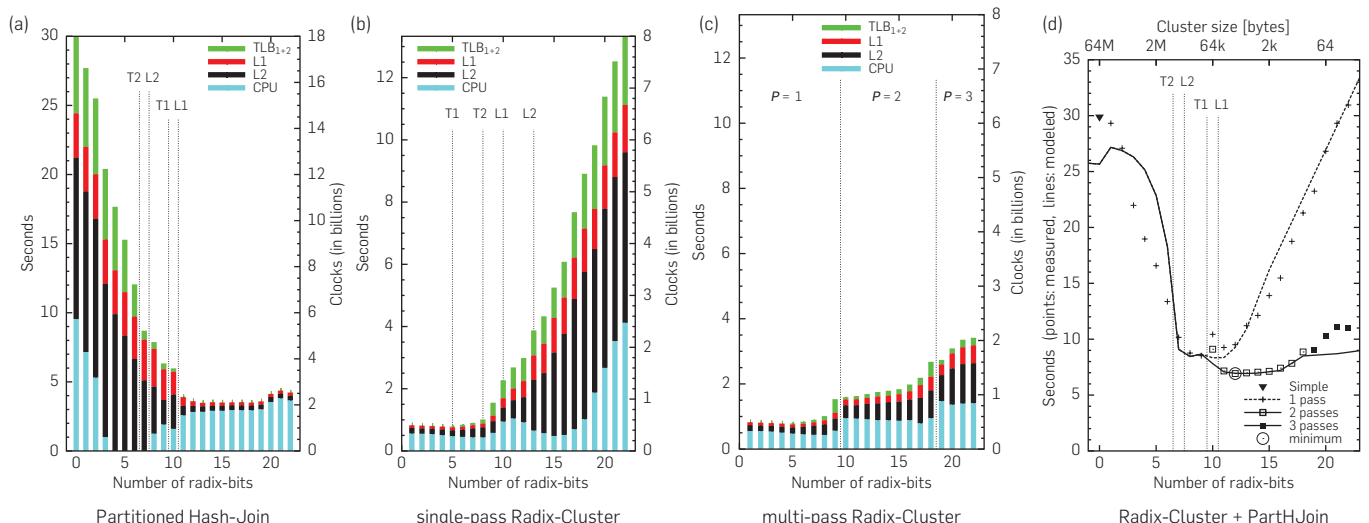 (a)
30
25
20
15
10
5
0
Seconds
18
16
14
12
10
8
6
4
2
0
Clocks (in billions)
TLB1+2
L1
L2
CPU
T2 L2
T1 L1
0 5 10 15 20
Number of radix-bits
Partitioned Hash-Join
(b)
12
10
8
6
4
2
0
Seconds
8
7
6
5
4
3
2
1
0
Clocks (in billions)
TLB1+2
L1
L2
CPU
T1 T2 L1 L2
0 5 10 15 20
Number of radix-bits
single-pass Radix-Cluster
(c)
12
10
8
6
4
2
0
Seconds
8
7
6
5
4
3
2
1
0
Clocks (in billions)
TLB1+2
L1
L2
CPU
P = 1 P = 2 P = 3
0 5 10 15 20
Number of radix-bits
multi-pass Radix-Cluster
(d)
Cluster size [bytes]
64M 2M 64k 2k 64
35
30
25
20
15
10
5
0
Seconds (points: measured, lines: modeled)
T2 L2
T1 L1
Simple
1 pass
2 passes
3 passes
minimum
0 5 10 15 20
Number of radix-bits
Radix-Cluster + PartHJoin